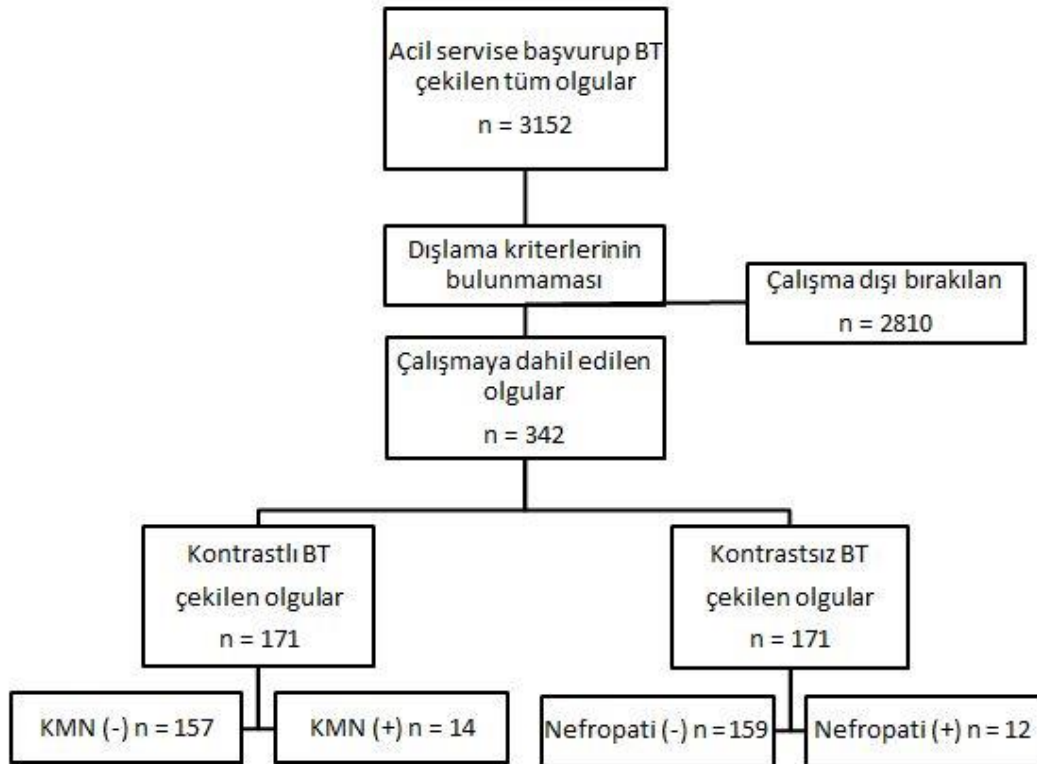 Acil servise başvurup BT
çekilen tüm olgular
n = 3152
Dışlama kriterlerinin
bulunmaması
Çalışma dışı bırakılan
n = 2810
Çalışmaya dahil edilen
olgular
n = 342
Kontrastlı BT
çekilen olgular
n = 171
Kontrastsız BT
çekilen olgular
n = 171
KMN (-) n = 157
KMN (+) n = 14
Nefropati (-) n = 159
Nefropati (+) n = 12